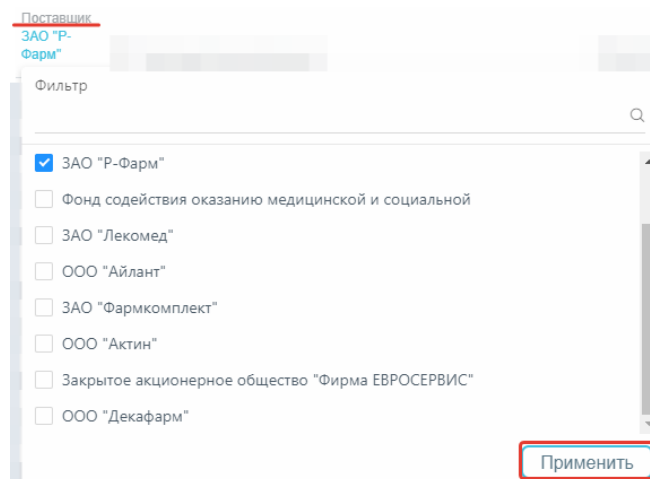 Поставщик
ЗАО "Р-
Фарм"
Фильтр
ЗАО "Р-Фарм"
Фонд содействия оказанию медицинской и социальной
ЗАО "Лекомед"
ООО "Айлант"
ЗАО "Фармкомплект"
ООО "Актин"
Закрытое акционерное общество "Фирма ЕВРОСЕРВИС"
ООО "Декафарм"
Применить